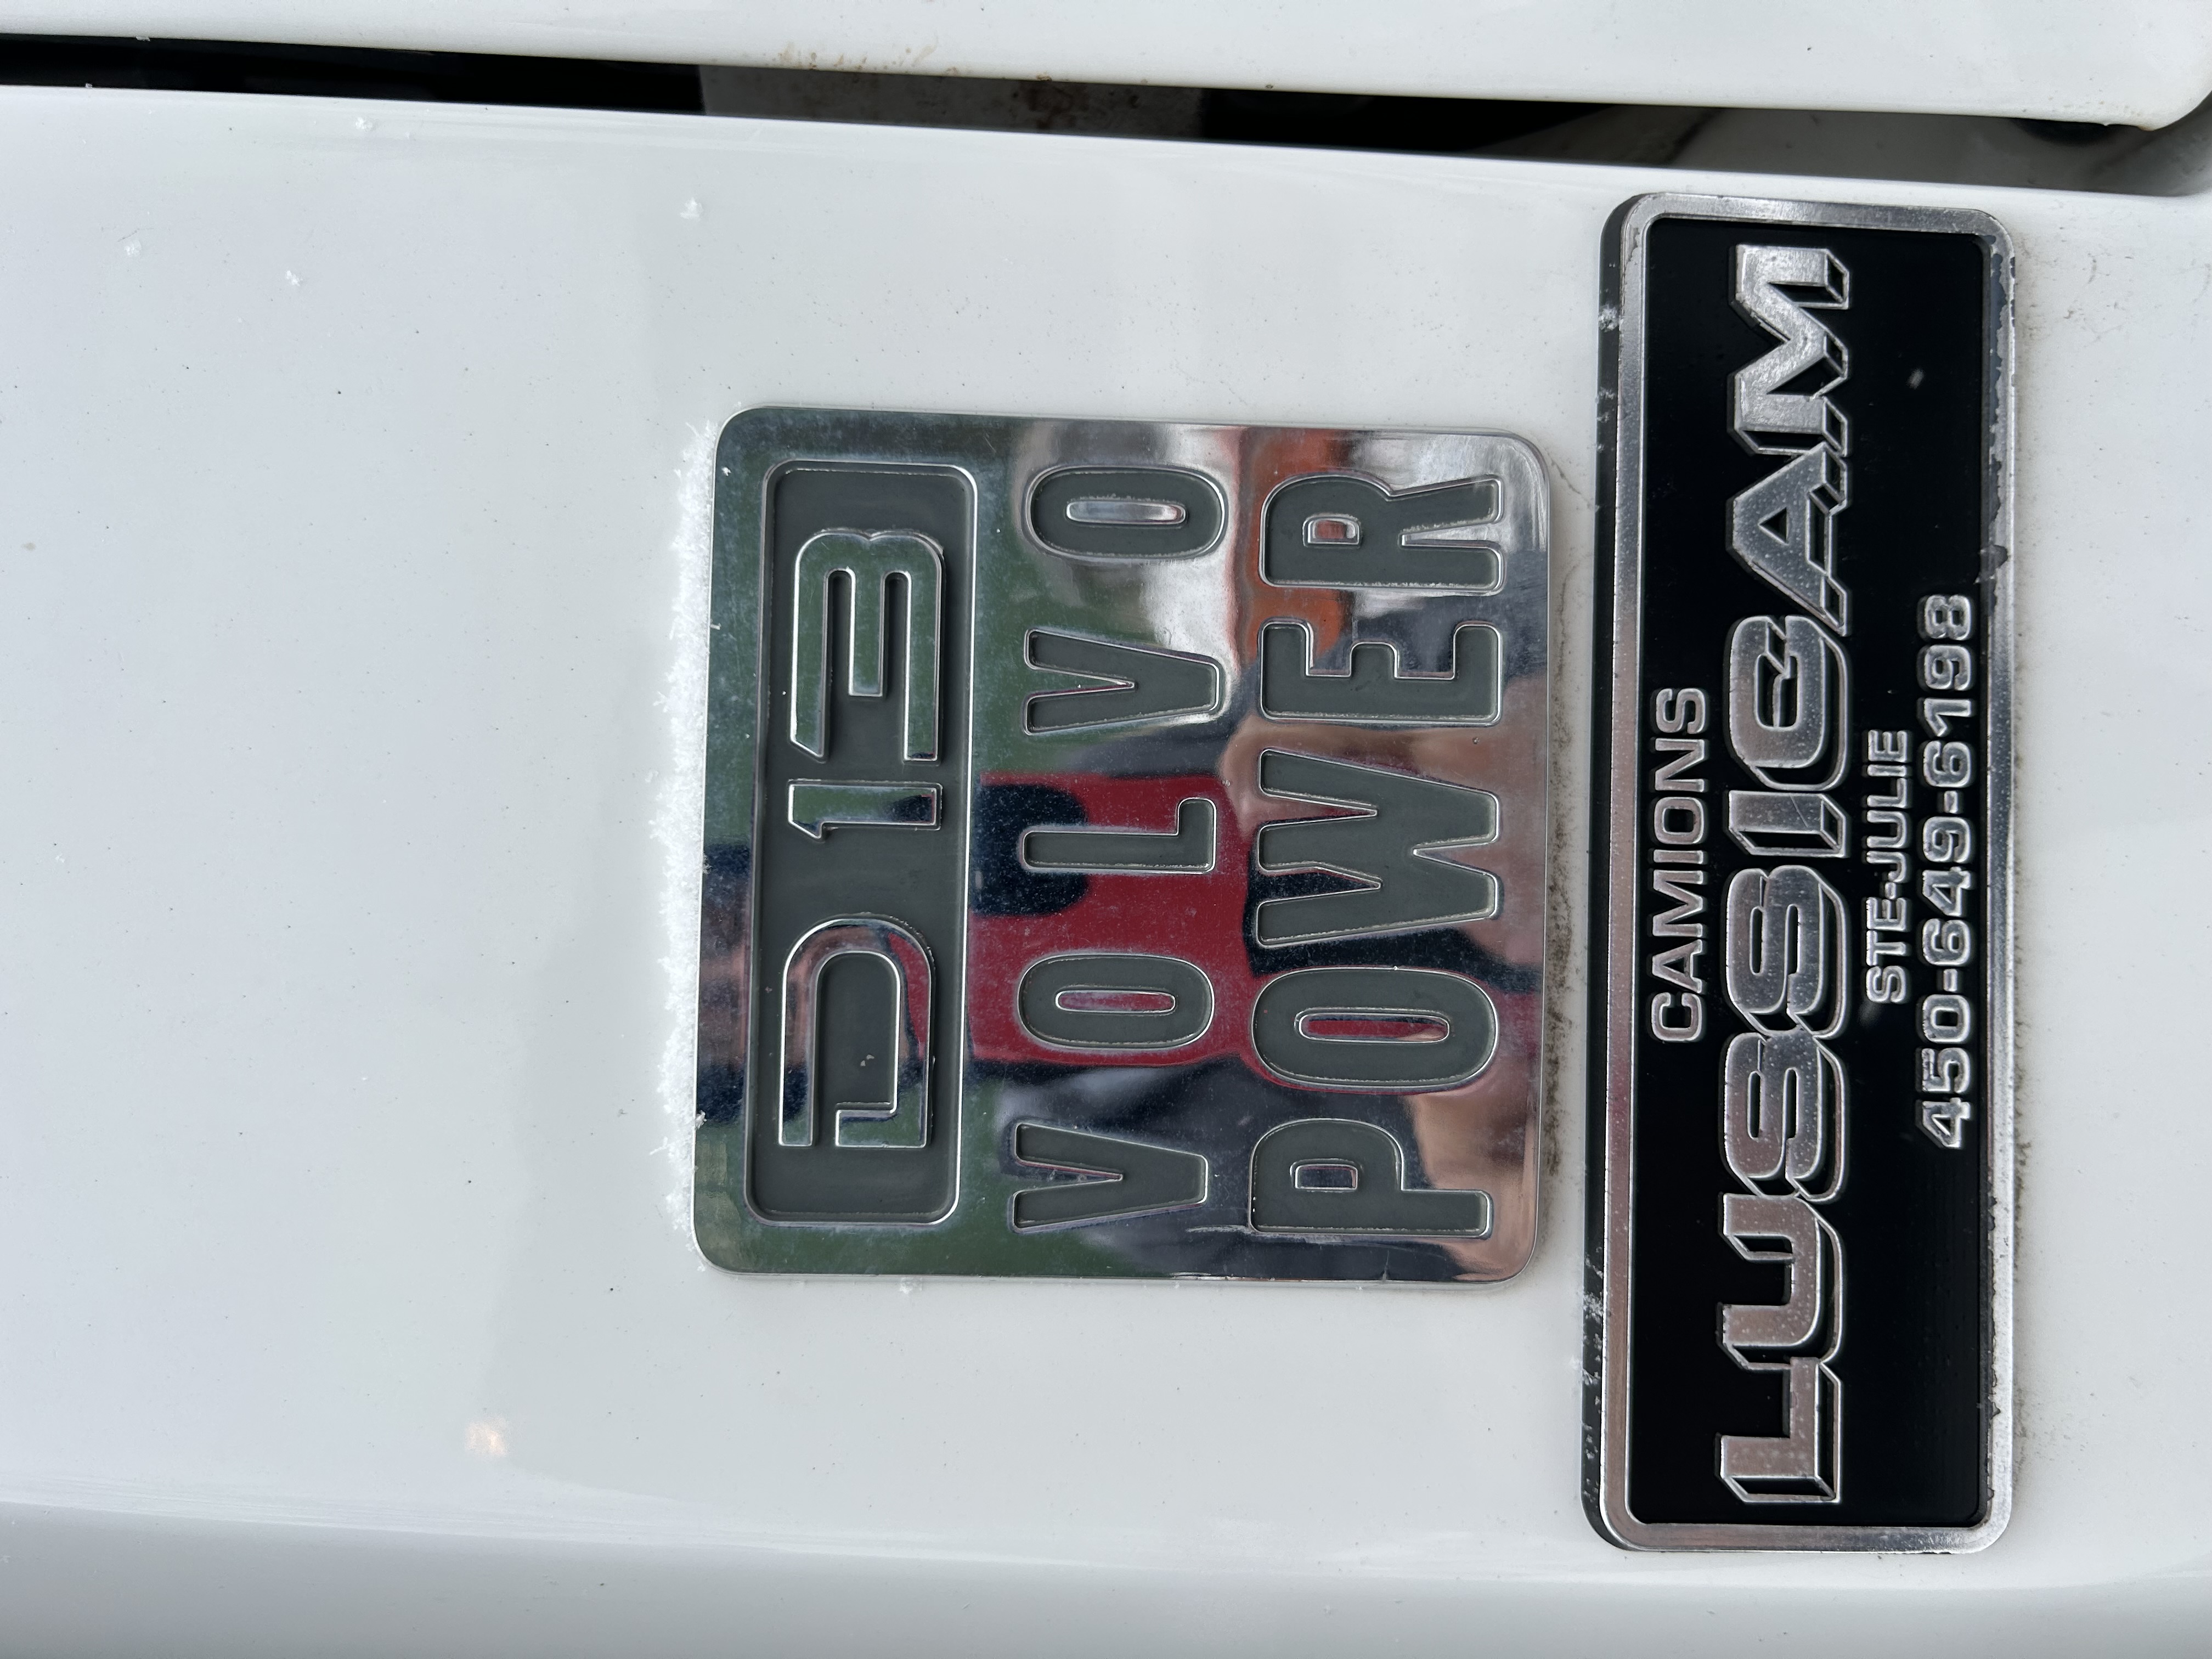 D13
VOLVO
POWER
CAMIONS
LUSSICAM
STE-JULIE
450-649-6198